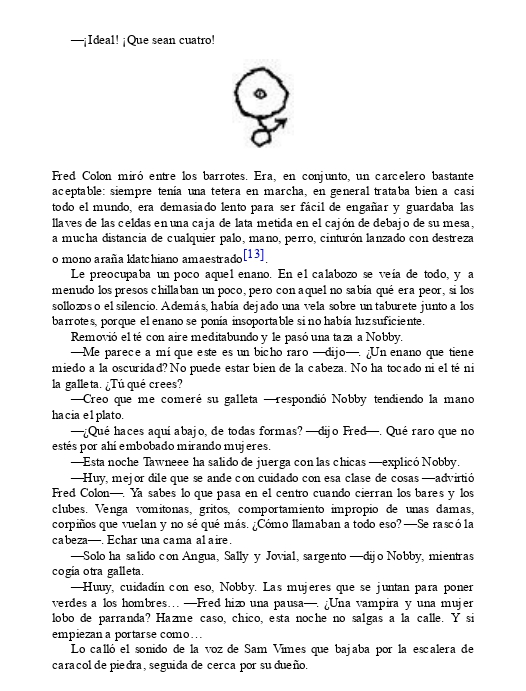 —¡Ideal! ¡Que sean cuatro!
Fred Colon miró entre los barrotes. Era, en conjunto, un carcelero bastante
aceptable: siempre tenía una tetera en marcha, en general trataba bien a casi
todo el mundo, era demasiado lento para ser fácil de engañar y guardaba las
llaves de las celdas en una caja de lata metida en el cajón de debajo de su mesa,
a mucha distancia de cualquier palo, mano, perro, cinturón lanzado con destreza
o mono araña klatchiano amaestrado[13].
Le preocupaba un poco aquel enano. En el calabozo se veía de todo, y a
menudo los presos chillaban un poco, pero con aquel no sabía qué era peor, si los
sollozos o el silencio. Además, había dejado una vela sobre un taburete junto a los
barrotes, porque el enano se ponía insoportable si no había luz suficiente.
Removió el té con aire meditabundo y le pasó una taza a Nobby.
—Me parece a mí que este es un bicho raro —dijo—. ¿Un enano que tiene
miedo a la oscuridad? No puede estar bien de la cabeza. No ha tocado ni el té ni
la galleta. ¿Tú qué crees?
—Creo que me comeré su galleta —respondió Nobby tendiendo la mano
hacia el plato.
—¿Qué haces aquí abajo, de todas formas? —dijo Fred—. Qué raro que no
estés por ahí embobado mirando mujeres.
—Esta noche Tawneee ha salido de juerga con las chicas —explicó Nobby.
—Huy, mejor dile que se ande con cuidado con esa clase de cosas —advirtió
Fred Colon—. Ya sabes lo que pasa en el centro cuando cierran los bares y los
clubes. Venga vomitonas, gritos, comportamiento impropio de unas damas,
corpiños que vuelan y no sé qué más. ¿Cómo llamaban a todo eso? —Se rascó la
cabeza—. Echar una cama al aire.
—Solo ha salido con Angua, Sally y Jovial, sargento —dijo Nobby, mientras
cogía otra galleta.
—Huuy, cuidadín con eso, Nobby. Las mujeres que se juntan para poner
verdes a los hombres… —Fred hizo una pausa—. ¿Una vampira y una mujer
lobo de parranda? Hazme caso, chico, esta noche no salgas a la calle. Y si
empiezan a portarse como…
Lo calló el sonido de la voz de Sam Vimes que bajaba por la escalera de
caracol de piedra, seguida de cerca por su dueño.